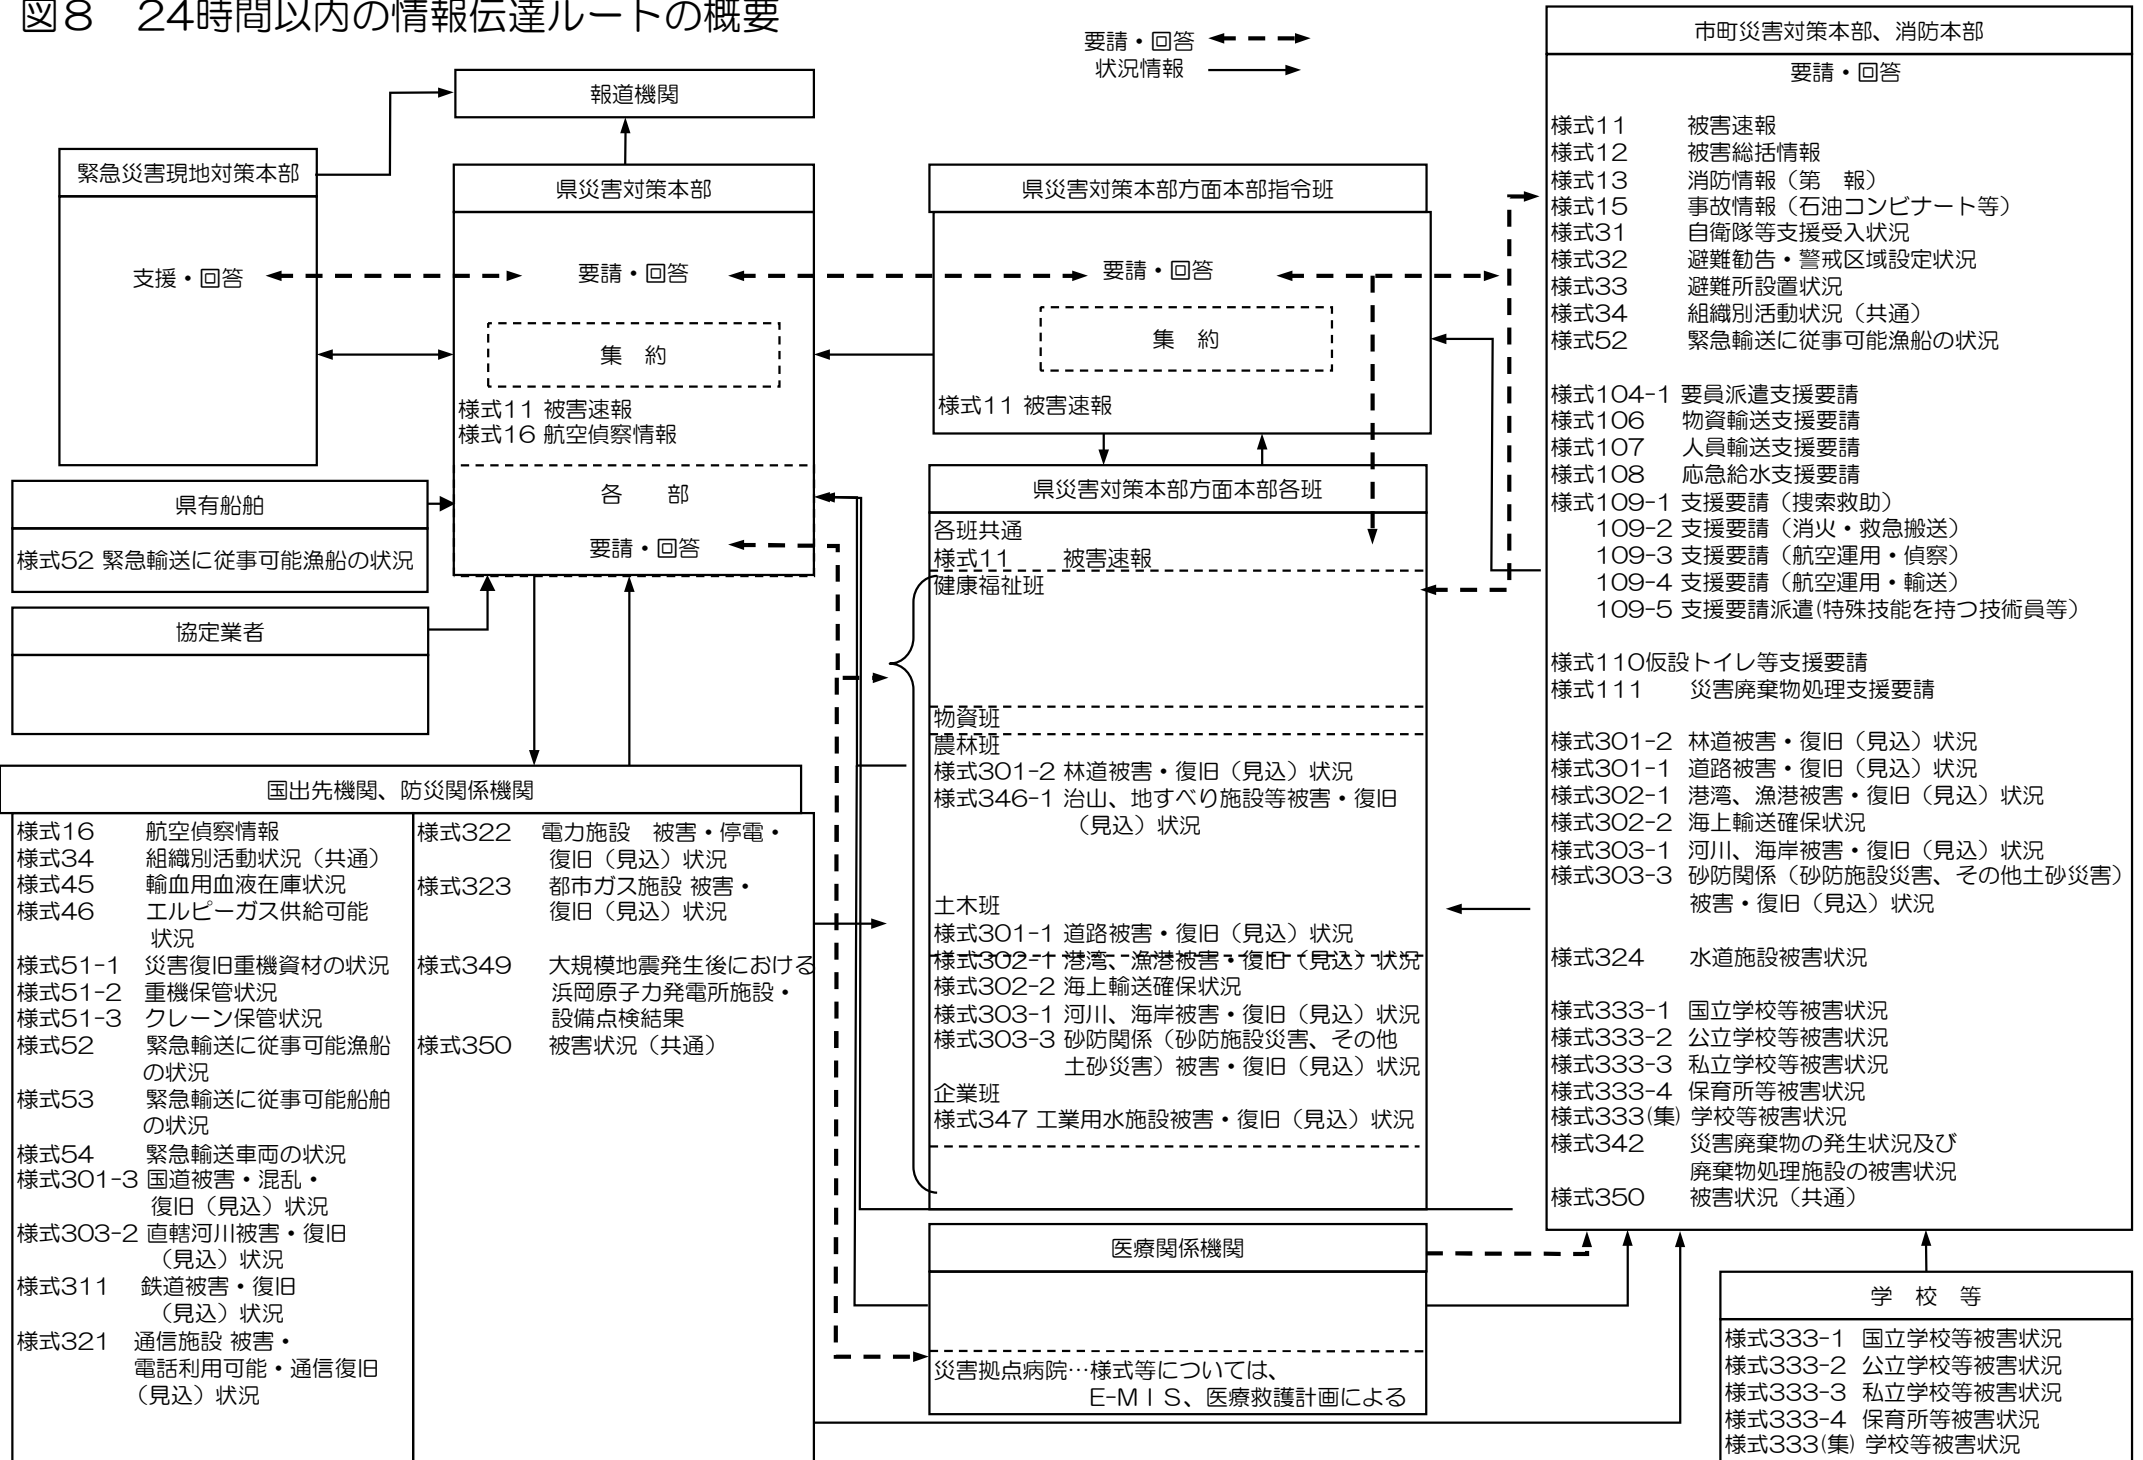 図８　24時間以内の情報伝達ルートの概要
要請・回答
状況情報
報道機関
緊急災害現地対策本部
支援・回答
県災害対策本部
要請・回答
集　約
様式11 被害速報
様式16 航空偵察情報
各　　部
要請・回答
県有船舶
様式52 緊急輸送に従事可能漁船の状況
協定業者
県災害対策本部方面本部指令班
要請・回答
集　約
様式11 被害速報
県災害対策本部方面本部各班
各班共通
様式11　　被害速報
健康福祉班
物資班
農林班
様式301-2 林道被害・復旧（見込）状況
様式346-1 治山、地すべり施設等被害・復旧
（見込）状況
土木班
様式301-1 道路被害・復旧（見込）状況
様式302-1 港湾、漁港被害・復旧（見込）状況
様式302-2 海上輸送確保状況
様式303-1 河川、海岸被害・復旧（見込）状況
様式303-3 砂防関係（砂防施設災害、その他
土砂災害）被害・復旧（見込）状況
企業班
様式347 工業用水施設被害・復旧（見込）状況
医療関係機関
災害拠点病院…様式等については、
E-MＩS、医療救護計画による
国出先機関、防災関係機関
様式16　　航空偵察情報
様式34　　組織別活動状況（共通）
様式45　　輸血用血液在庫状況
様式46　　エルピーガス供給可能
状況
様式51-1　災害復旧重機資材の状況
様式51-2　重機保管状況
様式51-3　クレーン保管状況
様式52　　緊急輸送に従事可能漁船
の状況
様式53　　緊急輸送に従事可能船舶
の状況
様式54　　緊急輸送車両の状況
様式301-3 国道被害・混乱・
復旧（見込）状況
様式303-2 直轄河川被害・復旧
（見込）状況
様式311　鉄道被害・復旧
（見込）状況
様式321　通信施設 被害・
電話利用可能・通信復旧
（見込）状況
様式322　電力施設　被害・停電・
復旧（見込）状況
様式323　都市ガス施設 被害・
復旧（見込）状況
様式349　大規模地震発生後における
浜岡原子力発電所施設・
設備点検結果
様式350　被害状況（共通）
市町災害対策本部、消防本部
要請・回答
様式11　　被害速報
様式12　　被害総括情報
様式13　　消防情報（第　報）
様式15　　事故情報（石油コンビナート等）
様式31　　自衛隊等支援受入状況
様式32　　避難勧告・警戒区域設定状況
様式33　　避難所設置状況
様式34　　組織別活動状況（共通）
様式52　　緊急輸送に従事可能漁船の状況
様式104-1 要員派遣支援要請
様式106　物資輸送支援要請
様式107　人員輸送支援要請
様式108　応急給水支援要請
様式109-1 支援要請（捜索救助）
109-2 支援要請（消火・救急搬送）
109-3 支援要請（航空運用・偵察）
109-4 支援要請（航空運用・輸送）
109-5 支援要請派遣(特殊技能を持つ技術員等）
様式110仮設トイレ等支援要請
様式111　　災害廃棄物処理支援要請
様式301-2 林道被害・復旧（見込）状況
様式301-1 道路被害・復旧（見込）状況
様式302-1 港湾、漁港被害・復旧（見込）状況
様式302-2 海上輸送確保状況
様式303-1 河川、海岸被害・復旧（見込）状況
様式303-3 砂防関係（砂防施設災害、その他土砂災害）
被害・復旧（見込）状況
様式324　　水道施設被害状況
様式333-1 国立学校等被害状況
様式333-2 公立学校等被害状況
様式333-3 私立学校等被害状況
様式333-4 保育所等被害状況
様式333(集) 学校等被害状況
様式342　　災害廃棄物の発生状況及び
廃棄物処理施設の被害状況
様式350　　被害状況（共通）
学　校　等
様式333-1 国立学校等被害状況
様式333-2 公立学校等被害状況
様式333-3 私立学校等被害状況
様式333-4 保育所等被害状況
様式333(集) 学校等被害状況